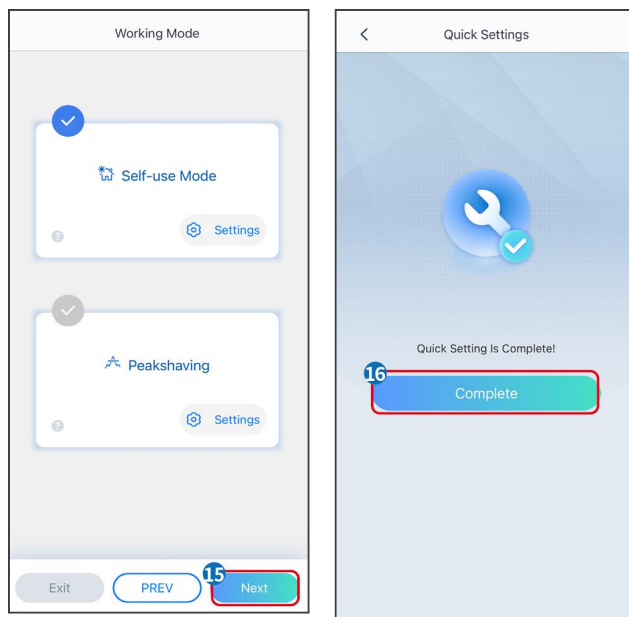 Working Mode
Self-use Mode
?
Settings
Peakshaving
?
Settings
Exit
PREV
15
Next
Quick Settings
Quick Setting Is Complete!
16
Complete